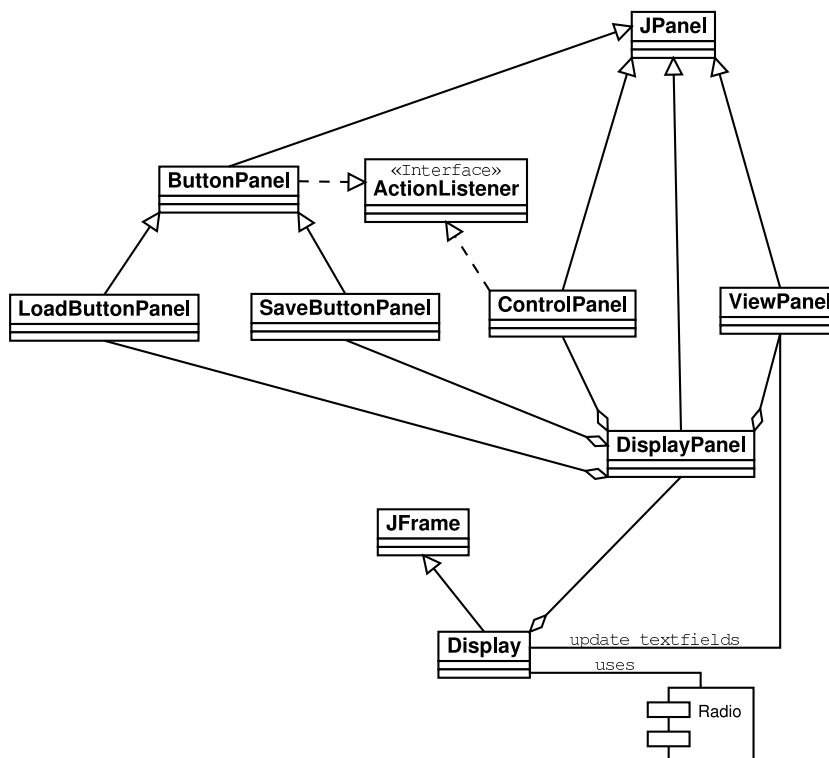 JPanel
«Interface»
ButtonPanel
ActionListener
LoadButtonPanel
SaveButtonPanel
ControlPanel
ViewPanel
DisplayPanel
JFrame
Display
update textfields
uses
Radio